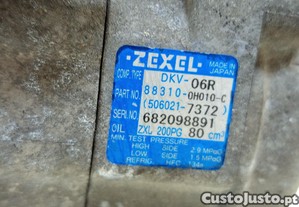 ZEXEL
COMP. TYPE DKV-06R
MADE IN JAPAN
PART NO. 88310-0H010-C
(506021-7372)
SERIAL NO. 682098891
OIL ZXL 200PG 80 cm³
MIN. TEST PRESSURE
HIGH SIDE 2.9 MPaG
LOW SIDE 1.5 MPaG
REFRIG. HFC 134a
CustoJusto.pt